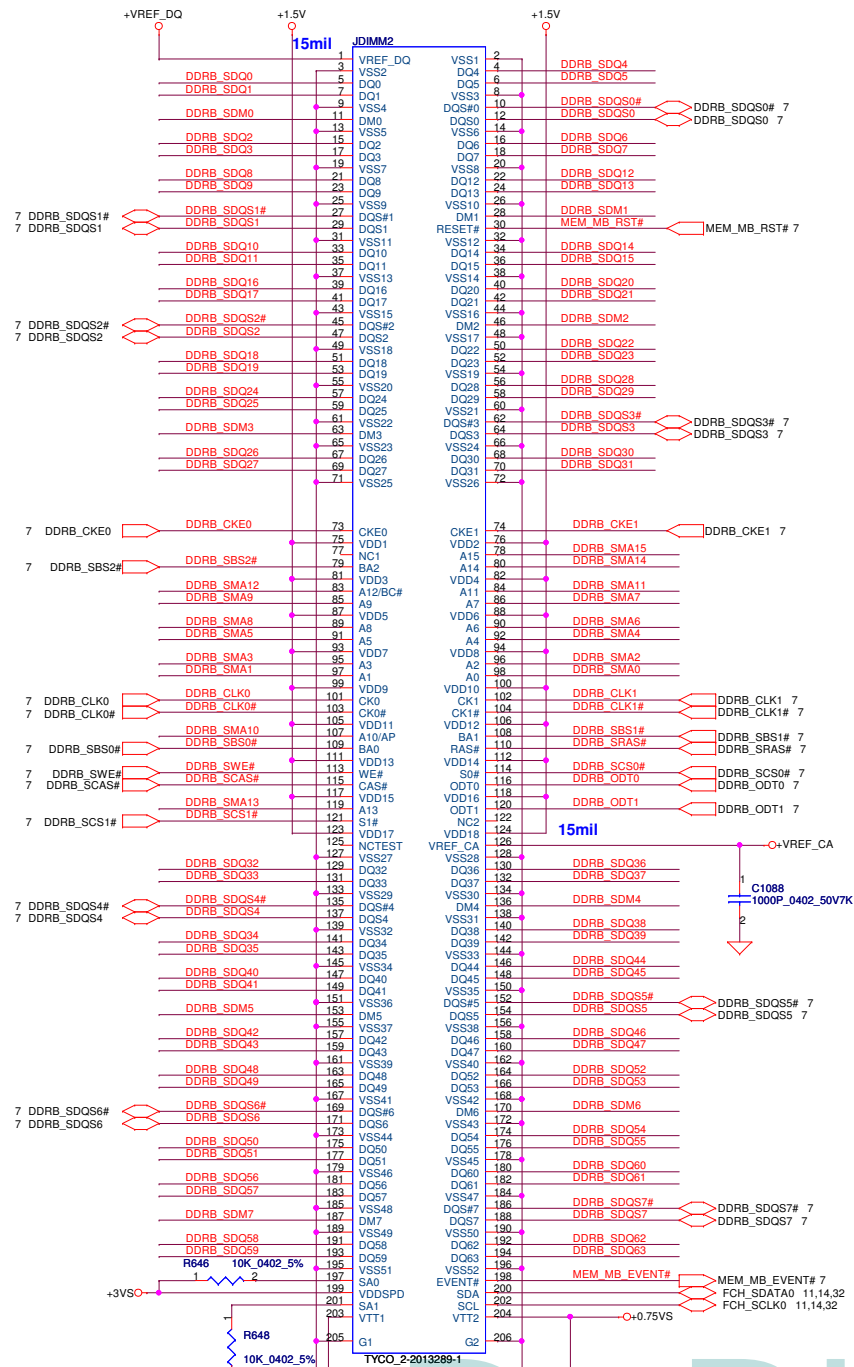 +VREF_DQ
+1.5V
+1.5V
15mil
JDIMM2
1 VREF_DQ VSS1 2
3 VSS2 DQ4 4 DDRB_SDQ4
DDRB_SDQ0 5 DQ0 DQ5 6 DDRB_SDQ5
DDRB_SDQ1 7 DQ1 VSS3 8
9 VSS4 DQS#0 10 DDRB_SDQS0# DDRB_SDQS0# 7
DDRB_SDM0 11 DM0 DQS0 12 DDRB_SDQS0 DDRB_SDQS0 7
13 VSS5 VSS6 14
DDRB_SDQ2 15 DQ2 DQ6 16 DDRB_SDQ6
DDRB_SDQ3 17 DQ3 DQ7 18 DDRB_SDQ7
19 VSS7 VSS8 20
DDRB_SDQ8 21 DQ8 DQ12 22 DDRB_SDQ12
DDRB_SDQ9 23 DQ9 DQ13 24 DDRB_SDQ13
25 VSS9 VSS10 26
7 DDRB_SDQS1# DDRB_SDQS1# 27 DQS#1 DM1 28 DDRB_SDM1
7 DDRB_SDQS1 DDRB_SDQS1 29 DQS1 RESET# 30 MEM_MB_RST# MEM_MB_RST# 7
31 VSS11 VSS12 32
DDRB_SDQ10 33 DQ10 DQ14 34 DDRB_SDQ14
DDRB_SDQ11 35 DQ11 DQ15 36 DDRB_SDQ15
37 VSS13 VSS14 38
DDRB_SDQ16 39 DQ16 DQ20 40 DDRB_SDQ20
DDRB_SDQ17 41 DQ17 DQ21 42 DDRB_SDQ21
43 VSS15 VSS16 44
7 DDRB_SDQS2# DDRB_SDQS2# 45 DQS#2 DM2 46 DDRB_SDM2
7 DDRB_SDQS2 DDRB_SDQS2 47 DQS2 VSS17 48
49 VSS18 DQ22 50 DDRB_SDQ22
DDRB_SDQ18 51 DQ18 DQ23 52 DDRB_SDQ23
DDRB_SDQ19 53 DQ19 VSS19 54
55 VSS20 DQ28 56 DDRB_SDQ28
DDRB_SDQ24 57 DQ24 DQ29 58 DDRB_SDQ29
DDRB_SDQ25 59 DQ25 VSS21 60
61 VSS22 DQS#3 62 DDRB_SDQS3# DDRB_SDQS3# 7
DDRB_SDM3 63 DM3 DQS3 64 DDRB_SDQS3 DDRB_SDQS3 7
65 VSS23 VSS24 66
DDRB_SDQ26 67 DQ26 DQ30 68 DDRB_SDQ30
DDRB_SDQ27 69 DQ27 DQ31 70 DDRB_SDQ31
71 VSS25 VSS26 72
7 DDRB_CKE0 DDRB_CKE0 73 CKE0 CKE1 74 DDRB_CKE1 DDRB_CKE1 7
75 VDD1 VDD2 76
77 NC1 A15 78 DDRB_SMA15
7 DDRB_SBS2# DDRB_SBS2# 79 BA2 A14 80 DDRB_SMA14
81 VDD3 VDD4 82
DDRB_SMA12 83 A12/BC# A11 84 DDRB_SMA11
DDRB_SMA9 85 A9 A7 86 DDRB_SMA7
87 VDD5 VDD6 88
DDRB_SMA8 89 A8 A6 90 DDRB_SMA6
DDRB_SMA5 91 A5 A4 92 DDRB_SMA4
93 VDD7 VDD8 94
DDRB_SMA3 95 A3 A2 96 DDRB_SMA2
DDRB_SMA1 97 A1 A0 98 DDRB_SMA0
99 VDD9 VDD10 100
7 DDRB_CLK0 DDRB_CLK0 101 CK0 CK1 102 DDRB_CLK1 DDRB_CLK1 7
7 DDRB_CLK0# DDRB_CLK0# 103 CK0# CK1# 104 DDRB_CLK1# DDRB_CLK1# 7
105 VDD11 VDD12 106
DDRB_SMA10 107 A10/AP BA1 108 DDRB_SBS1# DDRB_SBS1# 7
7 DDRB_SBS0# DDRB_SBS0# 109 BA0 RAS# 110 DDRB_SRAS# DDRB_SRAS# 7
111 VDD13 VDD14 112
7 DDRB_SWE# DDRB_SWE# 113 WE# S0# 114 DDRB_SCS0# DDRB_SCS0# 7
7 DDRB_SCAS# DDRB_SCAS# 115 CAS# ODT0 116 DDRB_ODT0 DDRB_ODT0 7
117 VDD15 VDD16 118
DDRB_SMA13 119 A13 ODT1 120 DDRB_ODT1 DDRB_ODT1 7
7 DDRB_SCS1# DDRB_SCS1# 121 S1# NC2 122
123 VDD17 VDD18 124 15mil
125 NCTEST VREF_CA 126 +VREF_CA
127 VSS27 VSS28 128
DDRB_SDQ32 129 DQ32 DQ36 130 DDRB_SDQ36
DDRB_SDQ33 131 DQ33 DQ37 132 DDRB_SDQ37
133 VSS29 VSS30 134
7 DDRB_SDQS4# DDRB_SDQS4# 135 DQS#4 DM4 136 DDRB_SDM4
7 DDRB_SDQS4 DDRB_SDQS4 137 DQS4 VSS31 138
1
C1088
1000P_0402_50V7K
2
139 VSS32 DQ38 140 DDRB_SDQ38
DDRB_SDQ34 141 DQ34 DQ39 142 DDRB_SDQ39
DDRB_SDQ35 143 DQ35 VSS33 144
145 VSS34 DQ44 146 DDRB_SDQ44
DDRB_SDQ40 147 DQ40 DQ45 148 DDRB_SDQ45
DDRB_SDQ41 149 DQ41 VSS35 150
151 VSS36 DQS#5 152 DDRB_SDQS5# DDRB_SDQS5# 7
DDRB_SDM5 153 DM5 DQS5 154 DDRB_SDQS5 DDRB_SDQS5 7
155 VSS37 VSS38 156
DDRB_SDQ42 157 DQ42 DQ46 158 DDRB_SDQ46
DDRB_SDQ43 159 DQ43 DQ47 160 DDRB_SDQ47
161 VSS39 VSS40 162
DDRB_SDQ48 163 DQ48 DQ52 164 DDRB_SDQ52
DDRB_SDQ49 165 DQ49 DQ53 166 DDRB_SDQ53
167 VSS41 VSS42 168
7 DDRB_SDQS6# DDRB_SDQS6# 169 DQS#6 DM6 170 DDRB_SDM6
7 DDRB_SDQS6 DDRB_SDQS6 171 DQS6 VSS43 172
173 VSS44 DQ54 174 DDRB_SDQ54
DDRB_SDQ50 175 DQ50 DQ55 176 DDRB_SDQ55
DDRB_SDQ51 177 DQ51 VSS45 178
179 VSS46 DQ60 180 DDRB_SDQ60
DDRB_SDQ56 181 DQ56 DQ61 182 DDRB_SDQ61
DDRB_SDQ57 183 DQ57 VSS47 184
185 VSS48 DQS#7 186 DDRB_SDQS7# DDRB_SDQS7# 7
DDRB_SDM7 187 DM7 DQS7 188 DDRB_SDQS7 DDRB_SDQS7 7
189 VSS49 VSS50 190
DDRB_SDQ58 191 DQ58 DQ62 192 DDRB_SDQ62
DDRB_SDQ59 193 DQ59 DQ63 194 DDRB_SDQ63
195 VSS51 VSS52 196
R646 10K_0402_5%
1 2 197 SA0 EVENT# 198 MEM_MB_EVENT# MEM_MB_EVENT# 7
+3VS 199 VDDSPD SDA 200 FCH_SDATA0 11,14,32
201 SA1 SCL 202 FCH_SCLK0 11,14,32
203 VTT1 VTT2 204 +0.75VS
1
R648
10K_0402_5%
205 G1 G2 206
TYCO_2-2013289-1